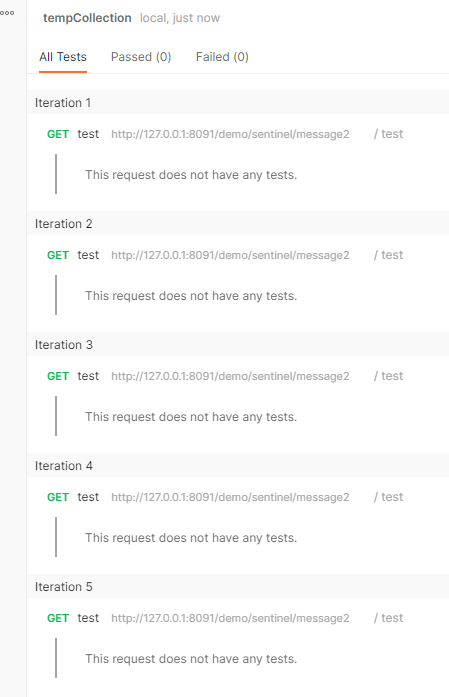 tempCollection local, just now
All Tests Passed (0) Failed (0)
Iteration 1
GET test http://127.0.0.1:8091/demo/sentinel/message2 / test
This request does not have any tests.
Iteration 2
GET test http://127.0.0.1:8091/demo/sentinel/message2 / test
This request does not have any tests.
Iteration 3
GET test http://127.0.0.1:8091/demo/sentinel/message2 / test
This request does not have any tests.
Iteration 4
GET test http://127.0.0.1:8091/demo/sentinel/message2 / test
This request does not have any tests.
Iteration 5
GET test http://127.0.0.1:8091/demo/sentinel/message2 / test
This request does not have any tests.